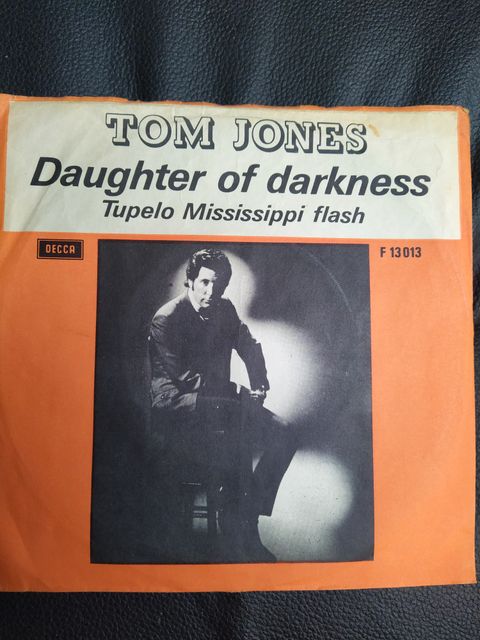 TOM JONES
Daughter of darkness
Tupelo Mississippi flash
DECCA
F 13013